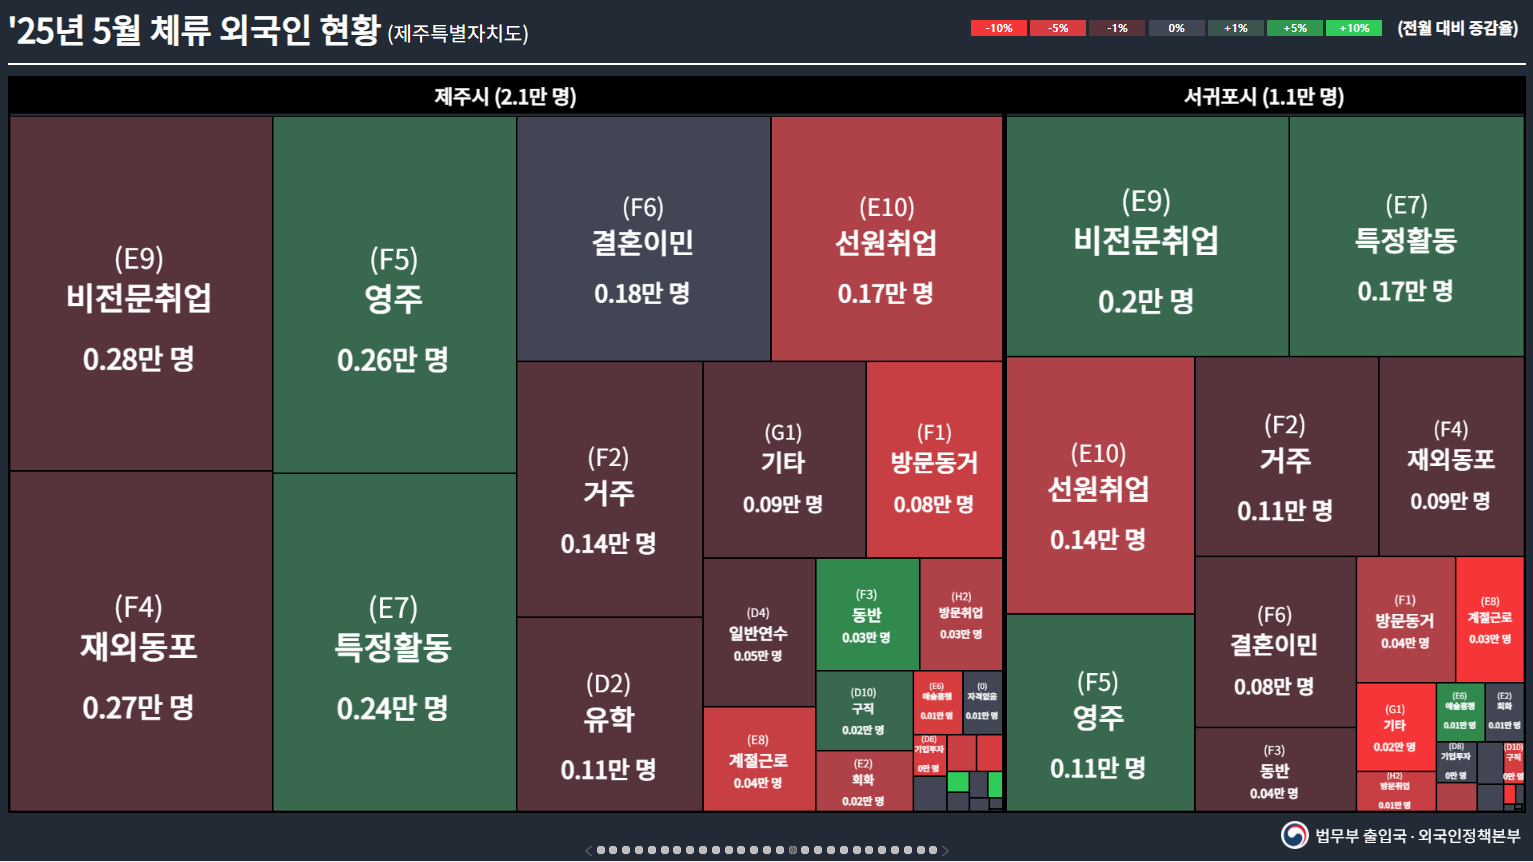 '25년 5월 체류 외국인 현황 (제주특별자치도)
-10% -5% -1% 0% +1% +5% +10% (전월 대비 증감율)
제주시 (2.1만 명)
(E9)
비전문취업
0.28만 명
(F4)
재외동포
0.27만 명
(F5)
영주
0.26만 명
(E7)
특정활동
0.24만 명
(F6)
결혼이민
0.18만 명
(E10)
선원취업
0.17만 명
(F2)
거주
0.14만 명
(D2)
유학
0.11만 명
(G1)
기타
0.09만 명
(F1)
방문동거
0.08만 명
(D4)
일반연수
0.05만 명
(E8)
계절근로
0.04만 명
(F3)
동반
0.03만 명
(H2)
방문취업
0.03만 명
(D10)
구직
0.02만 명
(E2)
회화
0.02만 명
(E6)
예술흥행
0.01만 명
(0)
자격없음
0.01만 명
(D8)
기업투자
0만 명
서귀포시 (1.1만 명)
(E9)
비전문취업
0.2만 명
(E7)
특정활동
0.17만 명
(E10)
선원취업
0.14만 명
(F5)
영주
0.11만 명
(F2)
거주
0.11만 명
(F4)
재외동포
0.09만 명
(F6)
결혼이민
0.08만 명
(F3)
동반
0.04만 명
(F1)
방문동거
0.04만 명
(E8)
계절근로
0.03만 명
(G1)
기타
0.02만 명
(H2)
방문취업
0.01만 명
(E6)
예술흥행
0.01만 명
(E2)
회화
0.01만 명
(D8)
기업투자
0만 명
(D10)
구직
0만 명
법무부 출입국·외국인정책본부